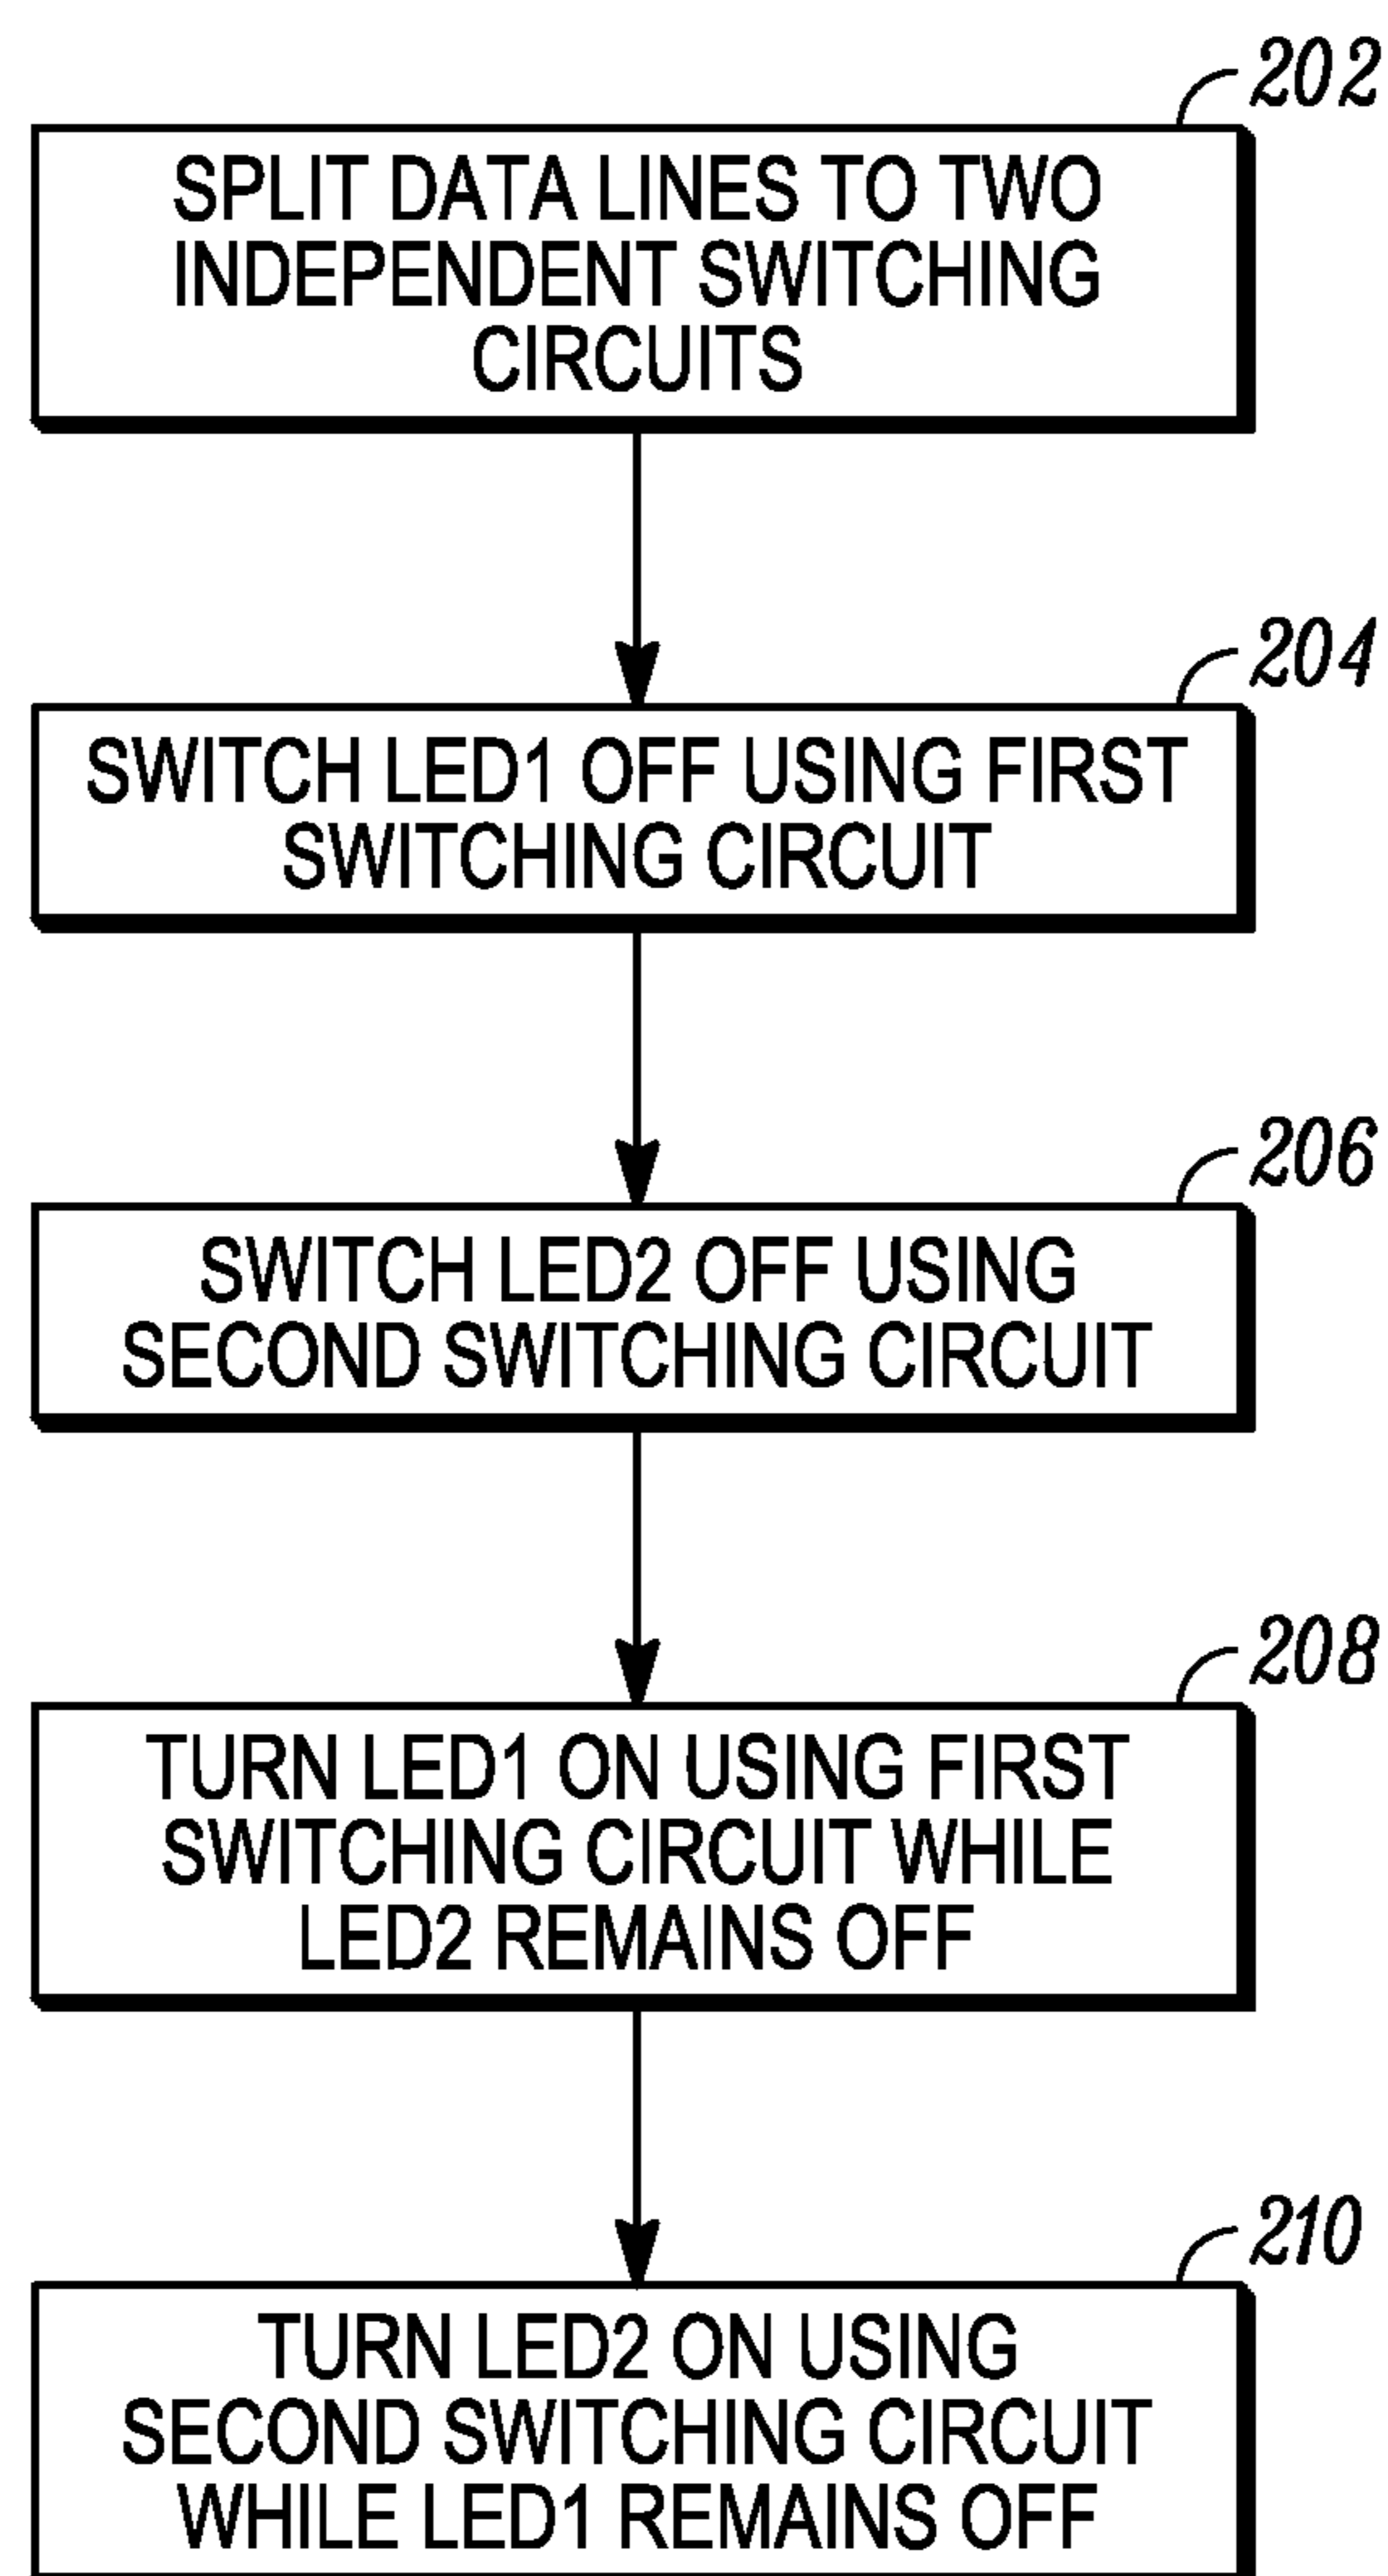 202
SPLIT DATA LINES TO TWO
INDEPENDENT SWITCHING
CIRCUITS
204
SWITCH LED1 OFF USING FIRST
SWITCHING CIRCUIT
206
SWITCH LED2 OFF USING
SECOND SWITCHING CIRCUIT
208
TURN LED1 ON USING FIRST
SWITCHING CIRCUIT WHILE
LED2 REMAINS OFF
210
TURN LED2 ON USING
SECOND SWITCHING CIRCUIT
WHILE LED1 REMAINS OFF